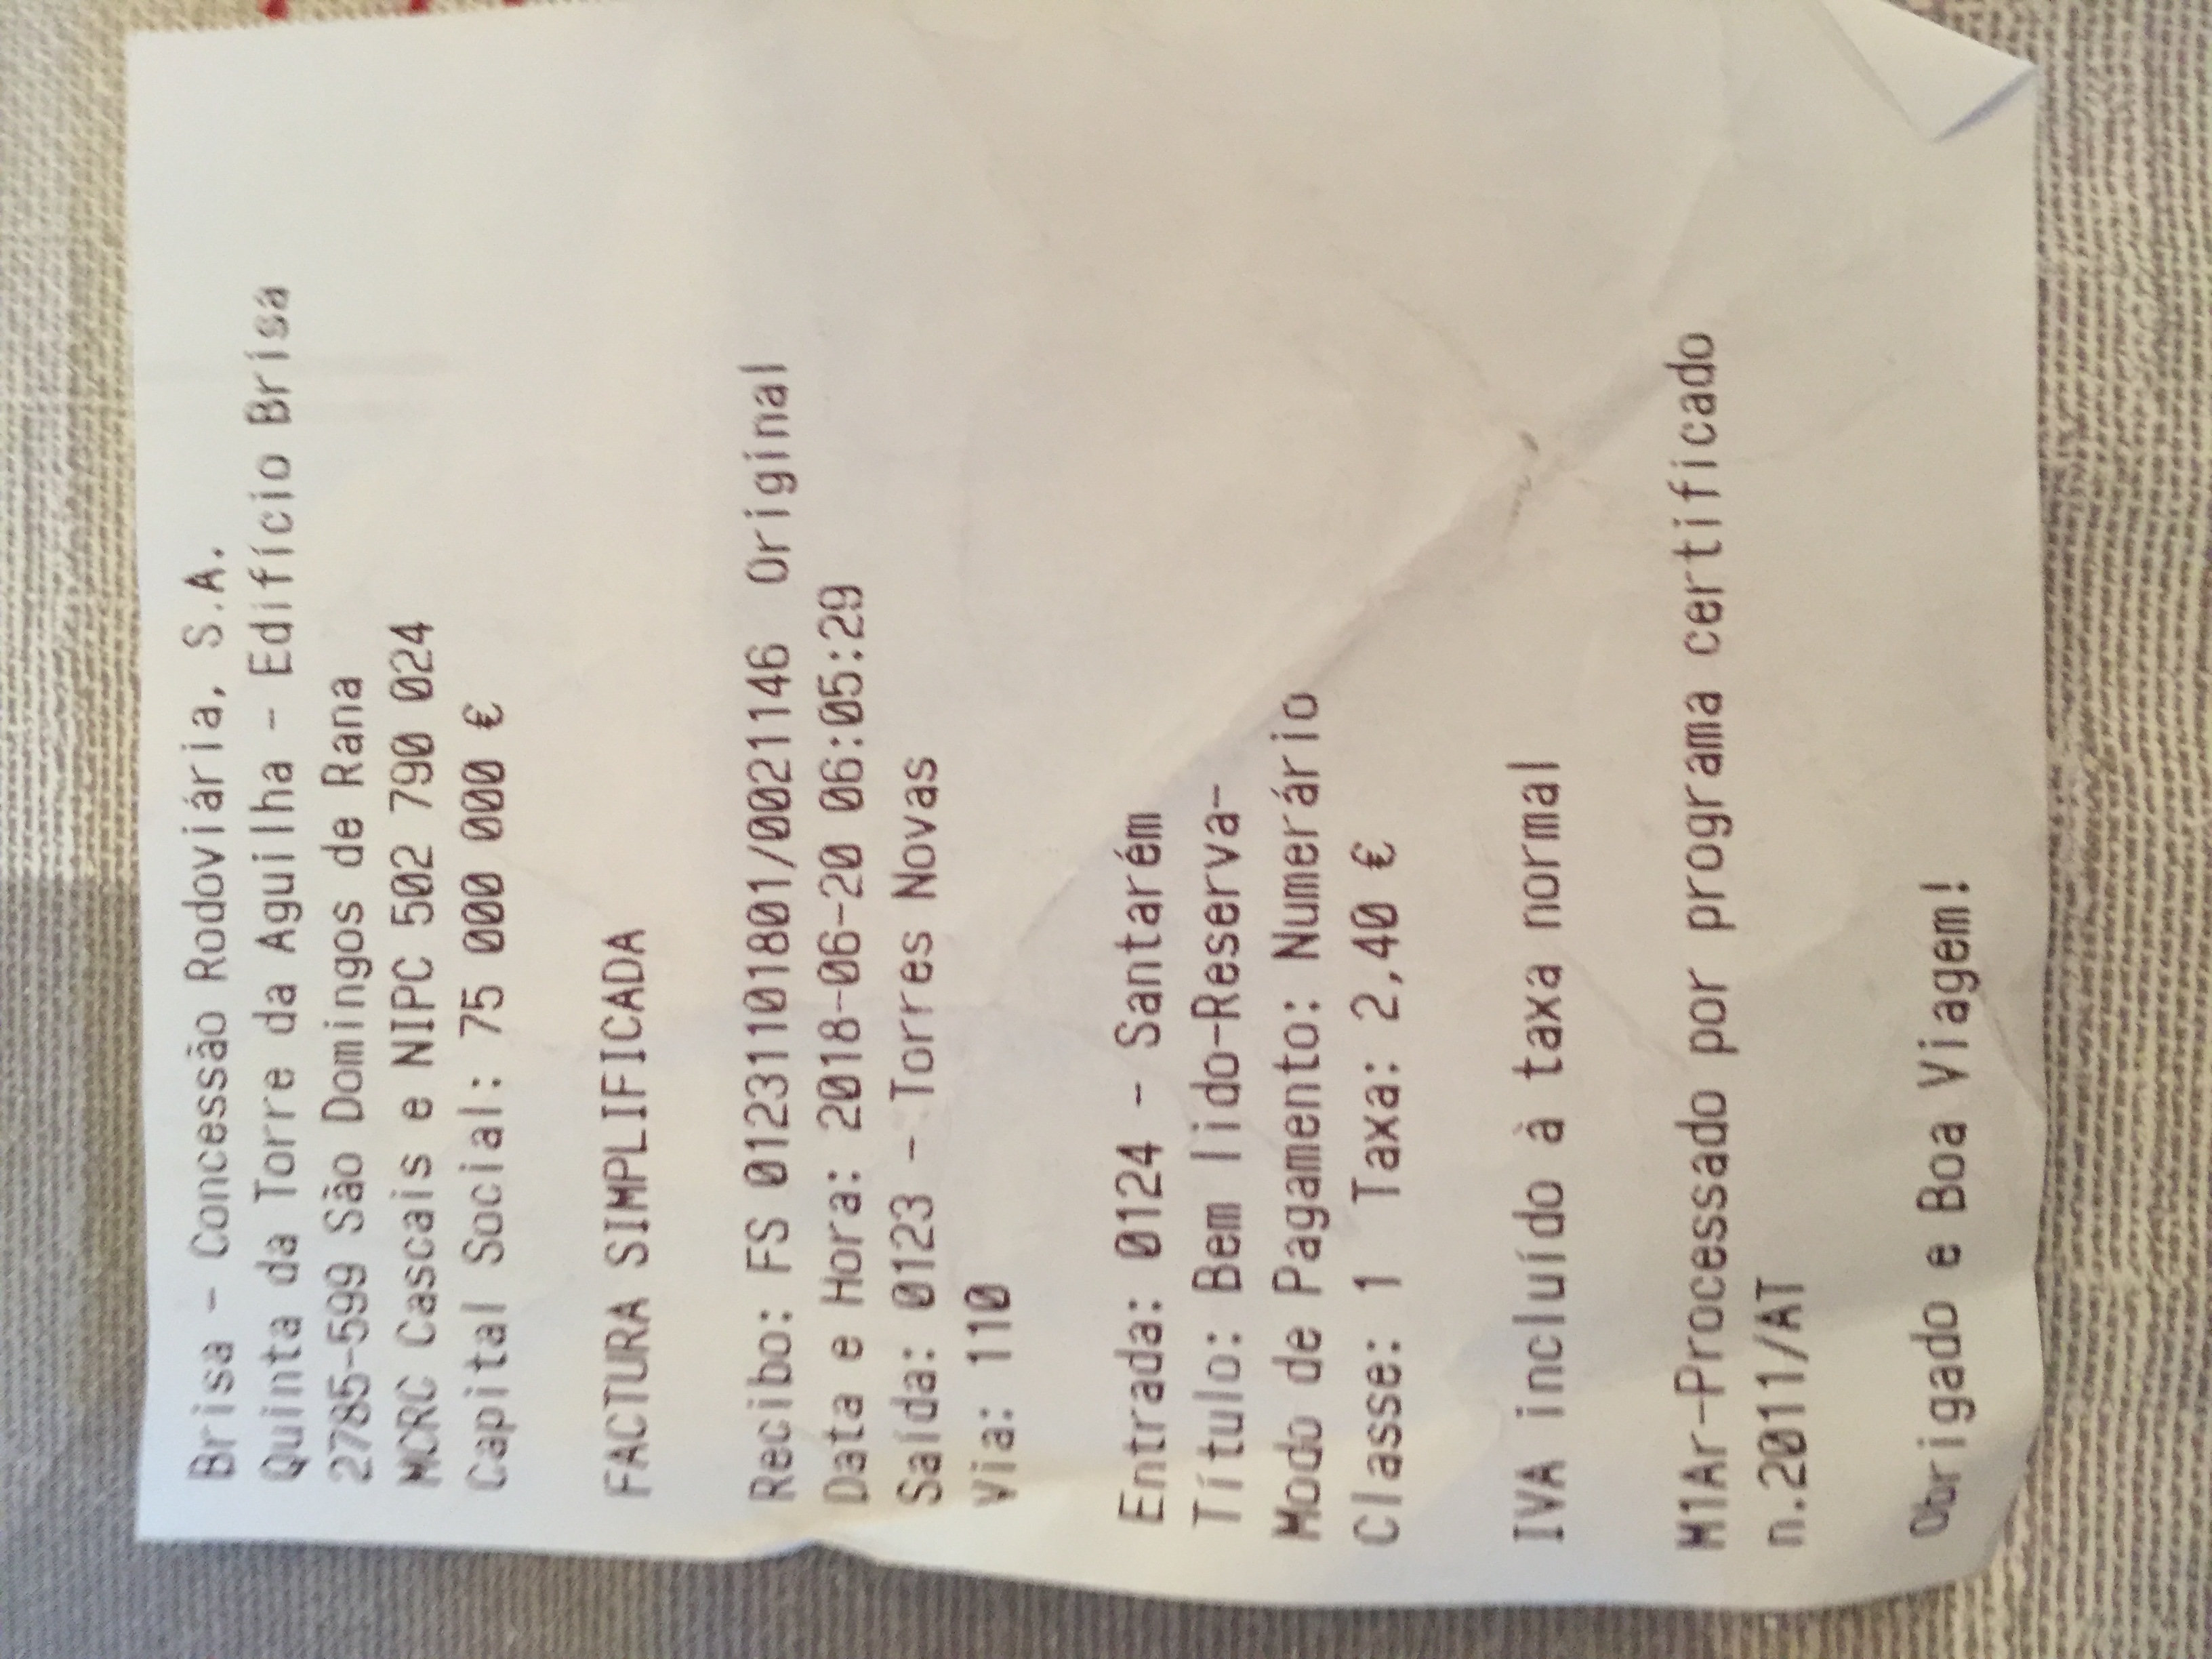 Brisa - Concessão Rodoviária, S.A.
Quinta da Torre da Aguilha - Edifício Brisa
2785-599 São Domingos de Rana
MCRC Cascais e NIPC 502 790 024
Capital Social: 75 000 000 €
FACTURA SIMPLIFICADA
Recibo: FS 01231101801/0021146 Original
Data e Hora: 2018-06-20 06:05:29
Saída: 0123 - Torres Novas
Via: 110
Entrada: 0124 - Santarém
Título: Bem lido-Reserva-
Modo de Pagamento: Numerário
Classe: 1 Taxa: 2,40 €
IVA incluído à taxa normal
M1Ar-Processado por programa certificado
n.2011/AT
Obrigado e Boa Viagem!